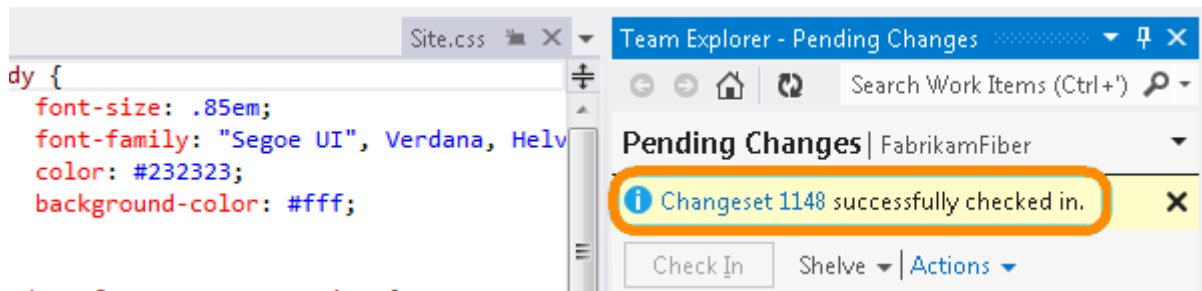 Site.css
dy {
font-size: .85em;
font-family: "Segoe UI", Verdana, Helv
color: #232323;
background-color: #fff;
Team Explorer - Pending Changes
Search Work Items (Ctrl+')
Pending Changes | FabrikamFiber
Changeset 1148 successfully checked in.
Check In Shelve | Actions